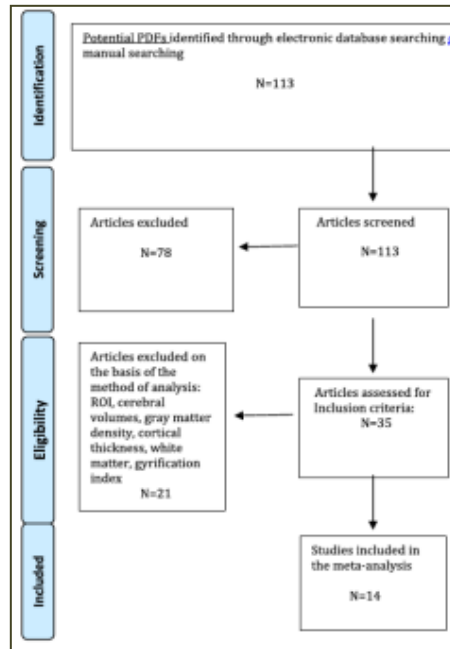 Identification
Potential PDFs identified through electronic database searching
manual searching
N=113
Screening
Articles excluded
N=78
Articles screened
N=113
Eligibility
Articles excluded on
the basis of the
method of analysis:
ROI, cerebral
volumes, gray matter
density, cortical
thickness, white
matter, gyrification
index
N=21
Articles assessed for
Inclusion criteria:
N=35
Included
Studies included in
the meta-analysis
N=14